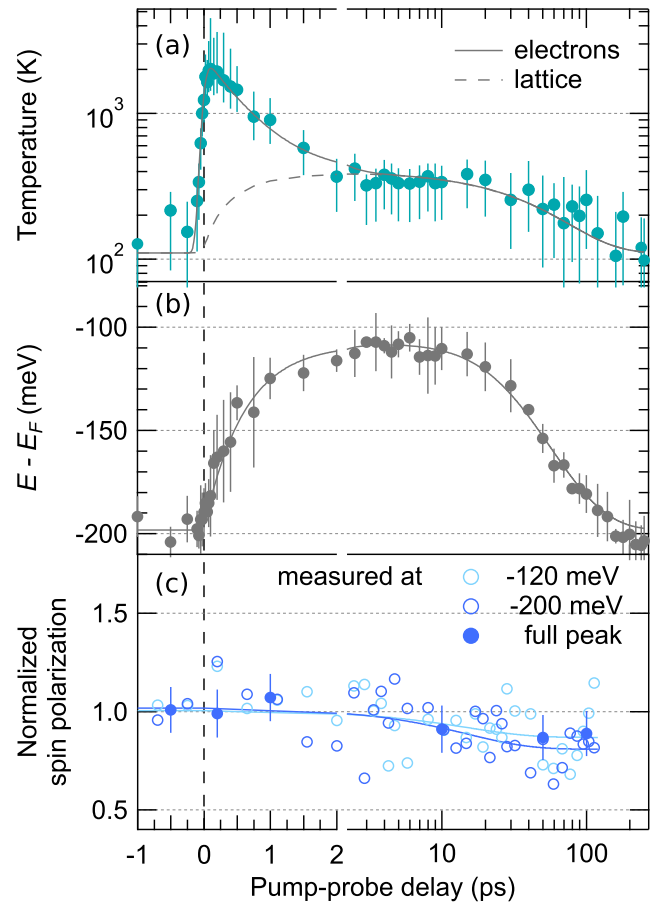 (a)
electrons
lattice
Temperature (K)
10³
10²
(b)
E - E_F (meV)
-100
-150
-200
(c)
measured at
-120 meV
-200 meV
full peak
Normalized
spin polarization
1.5
1.0
0.5
-1 0 1 2 10 100
Pump-probe delay (ps)